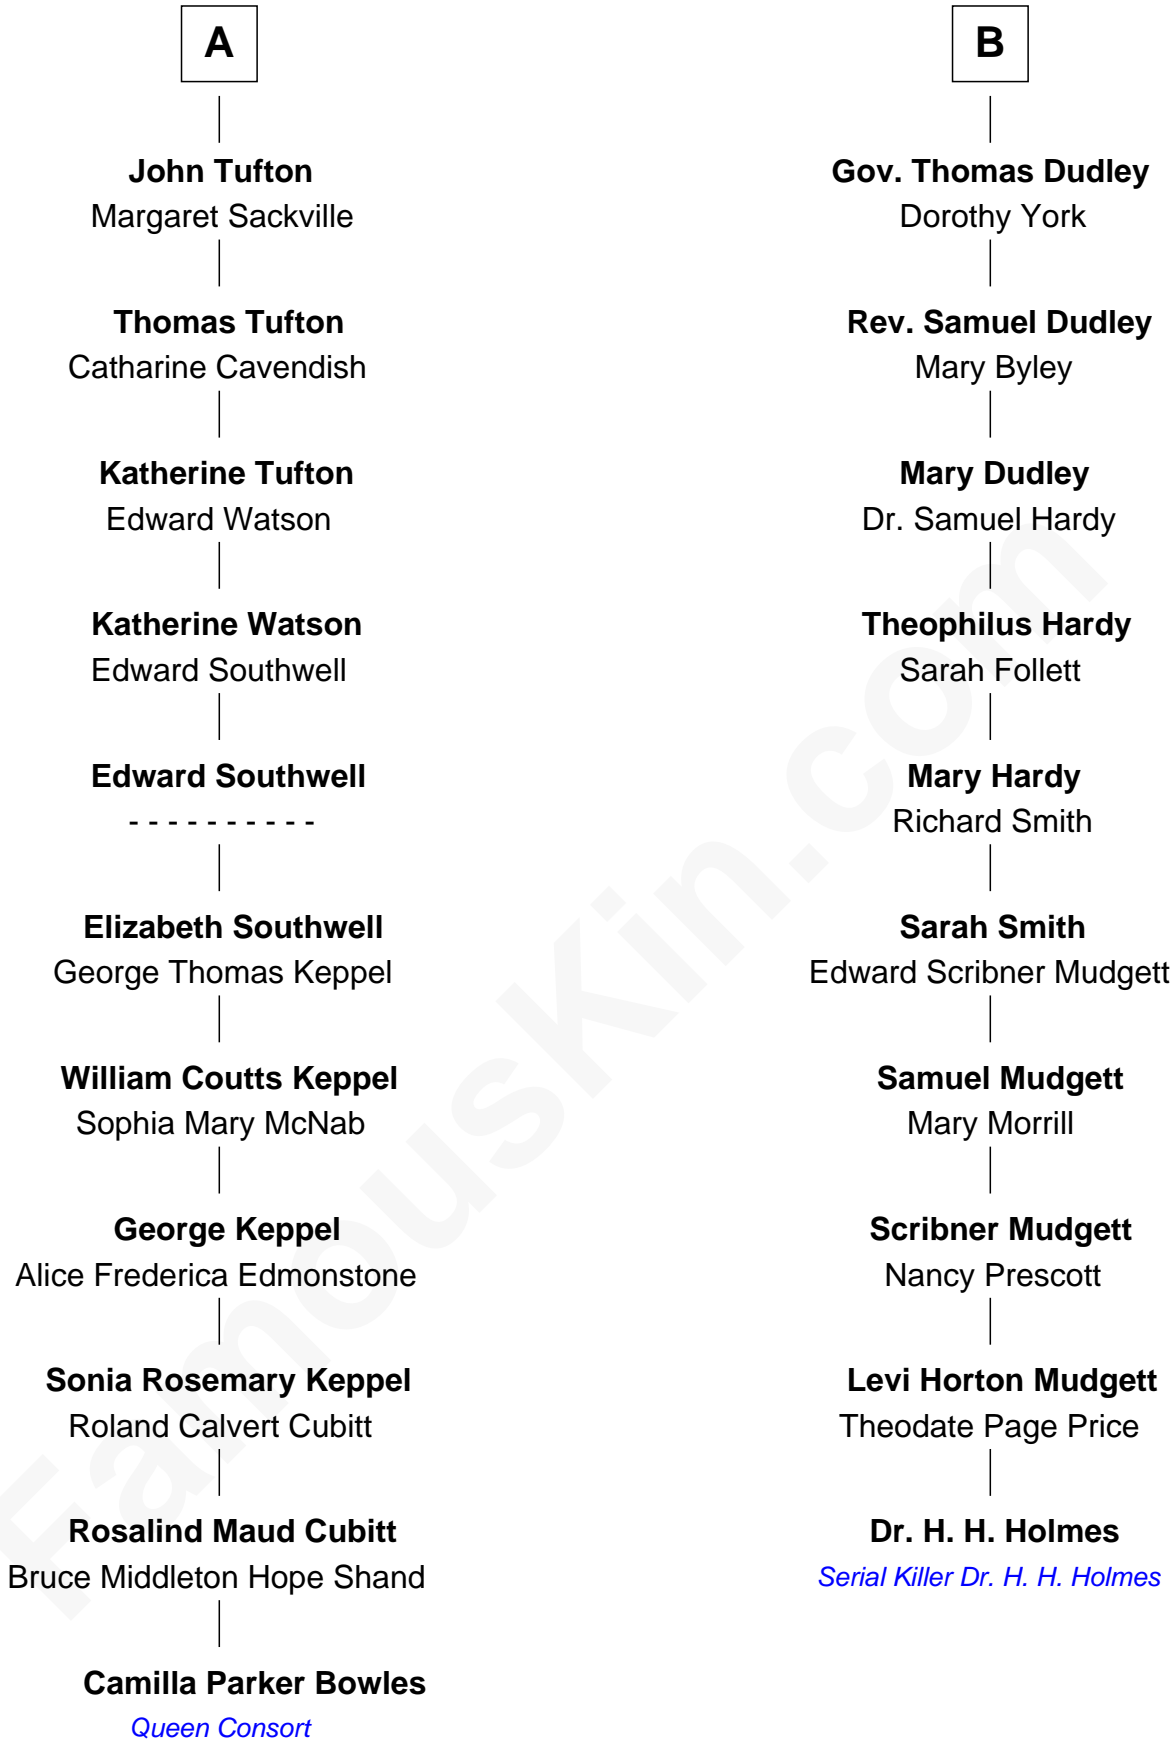 A
John Tufton
Margaret Sackville
Thomas Tufton
Catharine Cavendish
Katherine Tufton
Edward Watson
Katherine Watson
Edward Southwell
Edward Southwell
- - - - - - - - - -
Elizabeth Southwell
George Thomas Keppel
William Coutts Keppel
Sophia Mary McNab
George Keppel
Alice Frederica Edmonstone
Sonia Rosemary Keppel
Roland Calvert Cubitt
Rosalind Maud Cubitt
Bruce Middleton Hope Shand
Camilla Parker Bowles
Queen Consort
B
Gov. Thomas Dudley
Dorothy York
Rev. Samuel Dudley
Mary Byley
Mary Dudley
Dr. Samuel Hardy
Theophilus Hardy
Sarah Follett
Mary Hardy
Richard Smith
Sarah Smith
Edward Scribner Mudgett
Samuel Mudgett
Mary Morrill
Scribner Mudgett
Nancy Prescott
Levi Horton Mudgett
Theodate Page Price
Dr. H. H. Holmes
Serial Killer Dr. H. H. Holmes
FamousKin.com